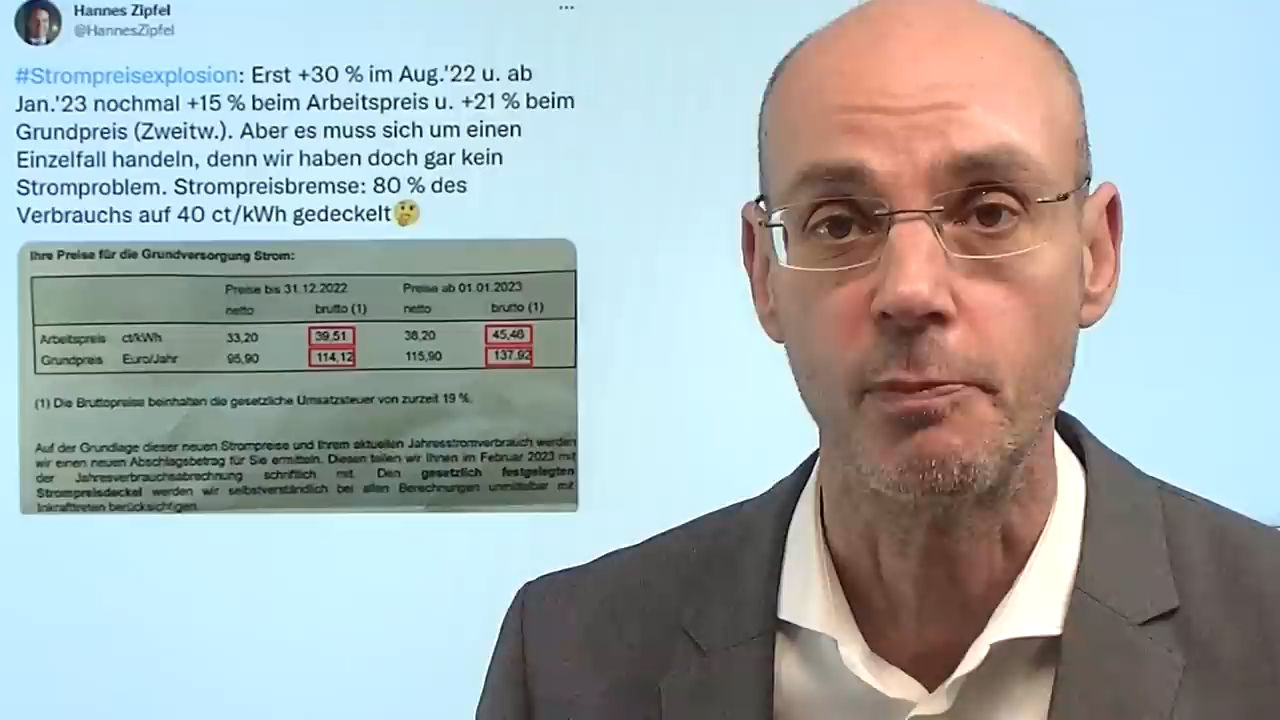 Hannes Zipfel
@HannesZipfel
#Strompreisexplosion: Erst +30 % im Aug.'22 u. ab
Jan.'23 nochmal +15 % beim Arbeitspreis u. +21 % beim
Grundpreis (Zweitw.). Aber es muss sich um einen
Einzelfall handeln, denn wir haben doch gar kein
Stromproblem. Strompreisbremse: 80 % des
Verbrauchs auf 40 ct/kWh gedeckelt🤔
Ihre Preise für die Grundversorgung Strom:
Preise bis 31.12.2022 Preise ab 01.01.2023
netto brutto (1) netto brutto (1)
Arbeitspreis ct/kWh 33,20 39,51 38,20 45,46
Grundpreis Euro/Jahr 95,90 114,12 115,90 137,92
(1) Die Bruttopreise beinhalten die gesetzliche Umsatzsteuer von zurzeit 19 %.
Auf der Grundlage dieser neuen Strompreise und Ihrem aktuellen Jahresstromverbrauch werden
wir einen neuen Abschlagsbetrag für Sie ermitteln. Diesen teilen wir Ihnen im Februar 2023 mit
der Jahresverbrauchsabrechnung schriftlich mit. Den gesetzlich festgelegten
Strompreisdeckel werden wir selbstverständlich bei allen Berechnungen unmittelbar mit
Inkrafttreten berücksichtigen.